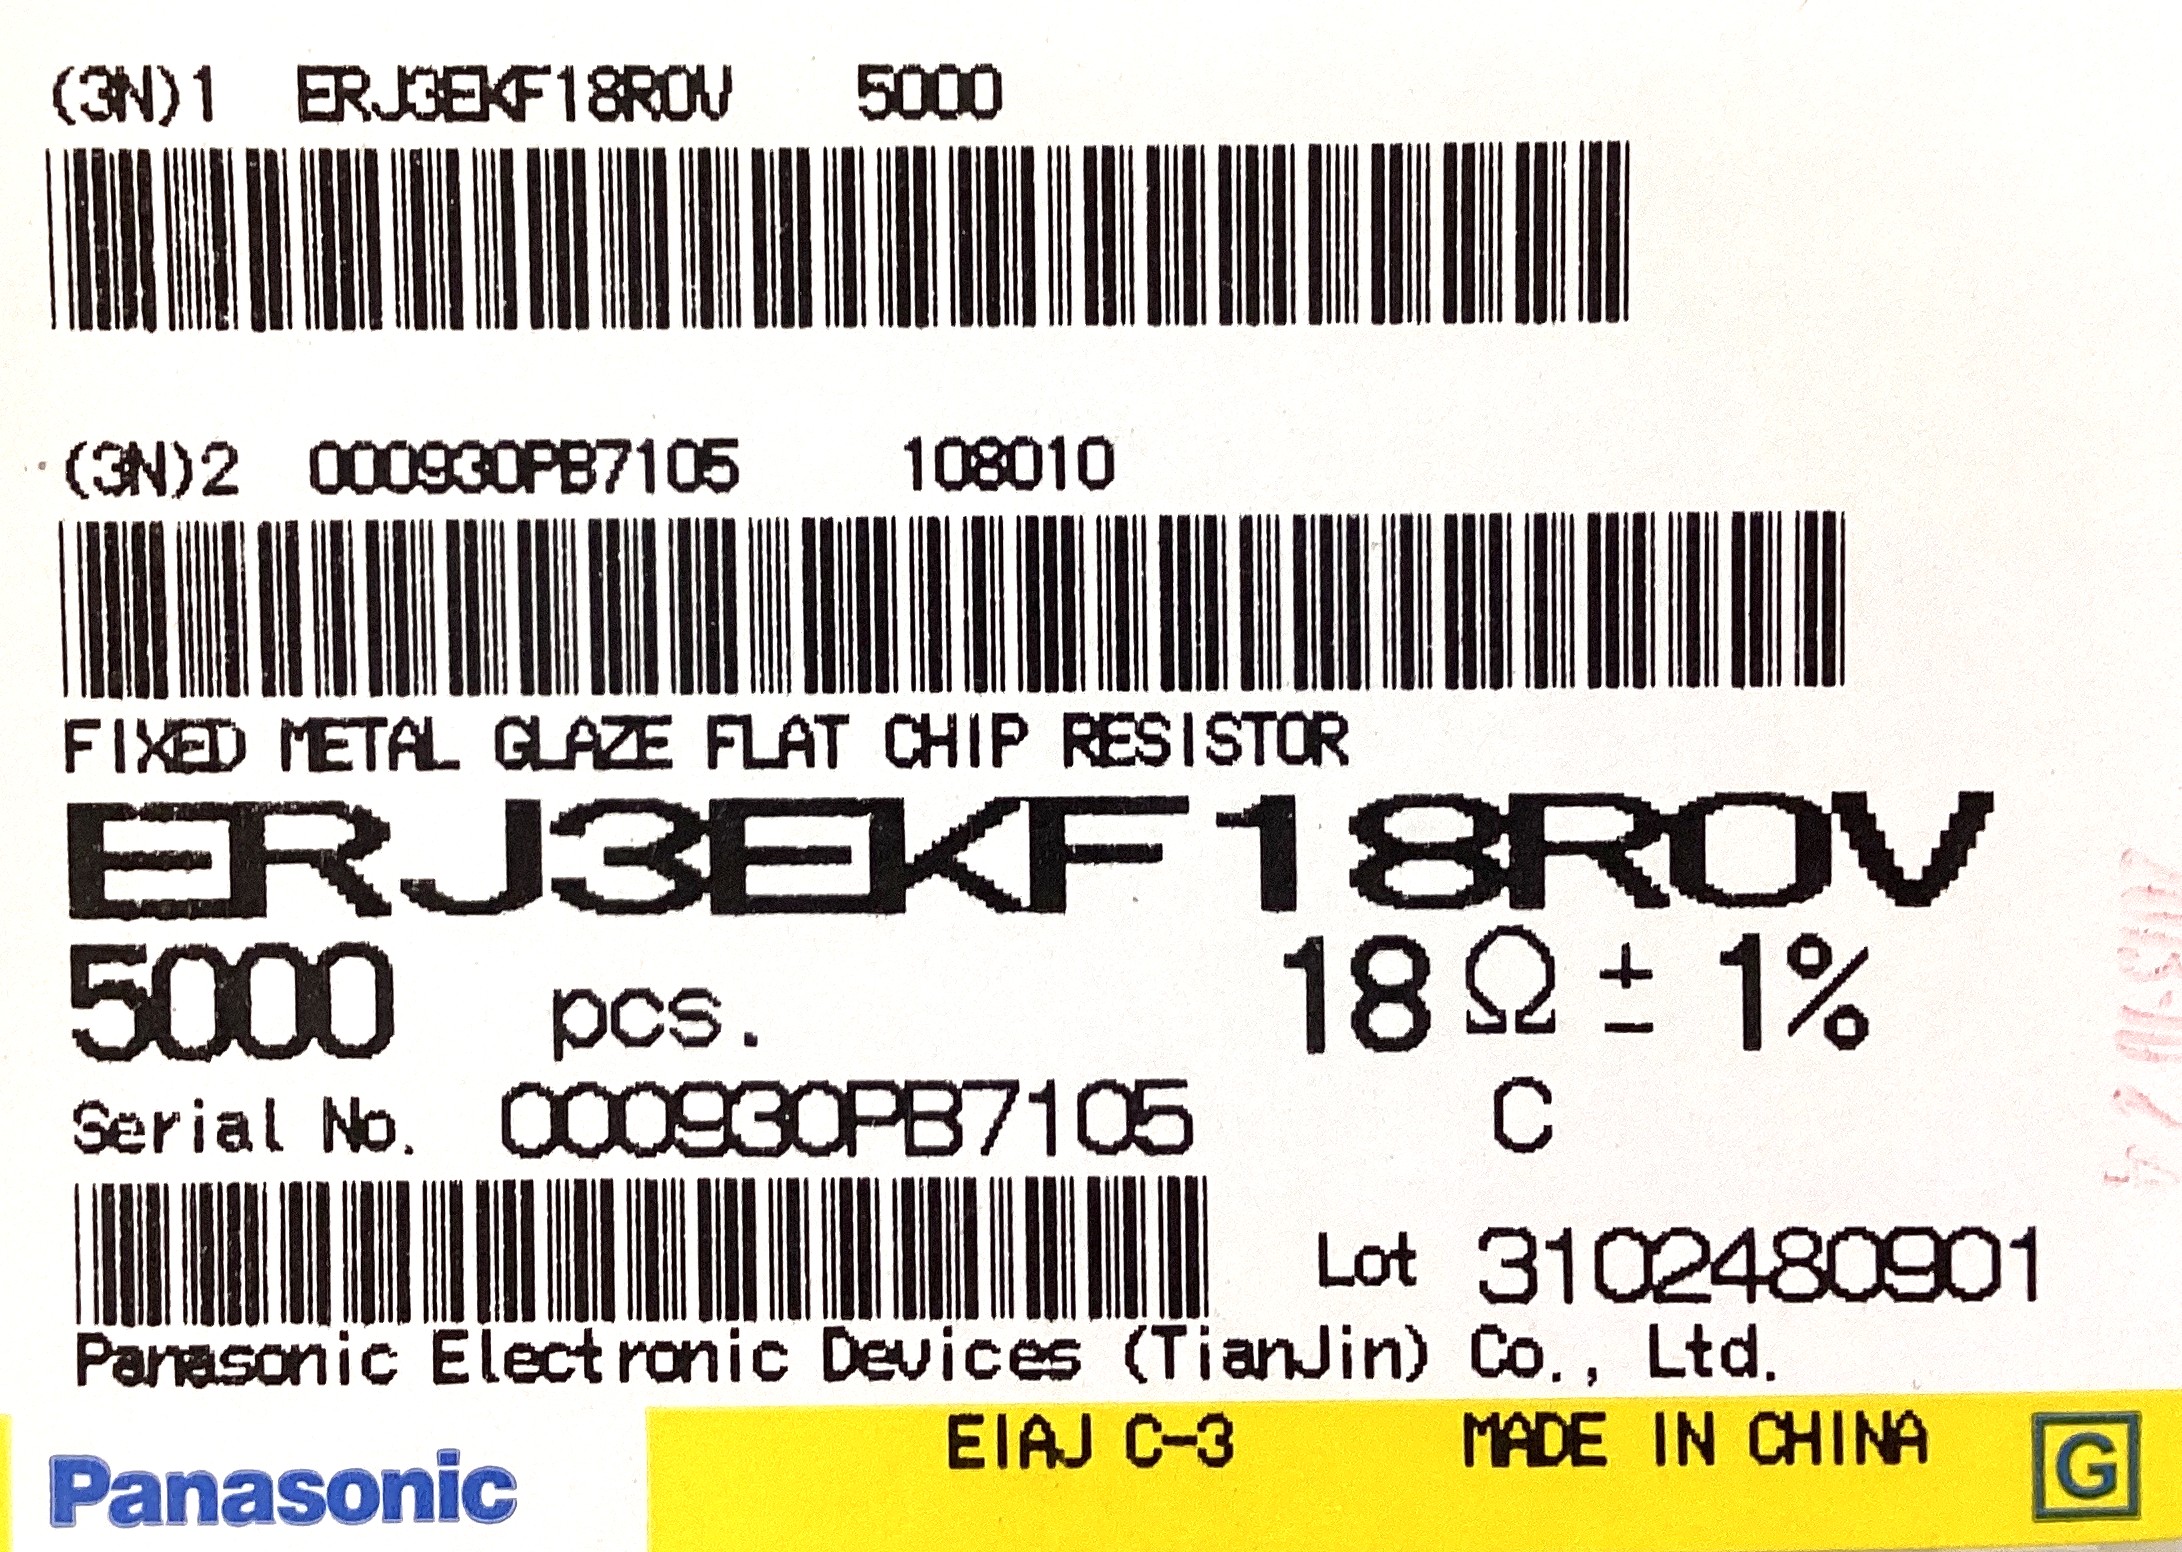 (3N)1 ERJ3EKF18R0V 5000
(3N)2 000930PB7105 108010
FIXED METAL GLAZE FLAT CHIP RESISTOR
ERJ3EKF18R0V
5000 pcs. 18Ω ± 1%
Serial No. 000930PB7105 C
Lot 3102480901
Panasonic Electronic Devices (TianJin) Co., Ltd.
EIAJ C-3 MADE IN CHINA G
Panasonic